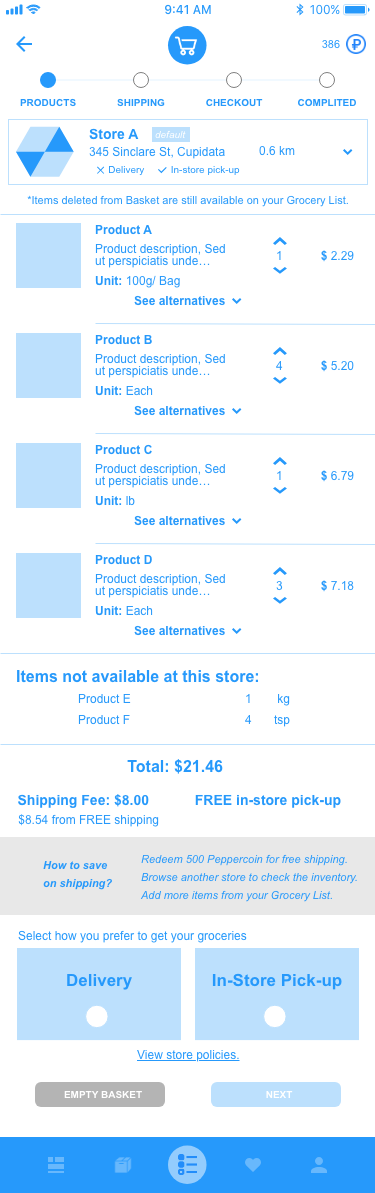 9:41 AM
100%
386
PRODUCTS SHIPPING CHECKOUT COMPLITED
Store A default
345 Sinclare St, Cupidata 0.6 km
Delivery In-store pick-up
*Items deleted from Basket are still available on your Grocery List.
Product A
Product description, Sed
ut perspiciatis unde…
1
$ 2.29
Unit: 100g/ Bag
See alternatives
Product B
Product description, Sed
ut perspiciatis unde…
4
$ 5.20
Unit: Each
See alternatives
Product C
Product description, Sed
ut perspiciatis unde…
1
$ 6.79
Unit: lb
See alternatives
Product D
Product description, Sed
ut perspiciatis unde…
3
$ 7.18
Unit: Each
See alternatives
Items not available at this store:
Product E 1 kg
Product F 4 tsp
Total: $21.46
Shipping Fee: $8.00 FREE in-store pick-up
$8.54 from FREE shipping
How to save
on shipping?
Redeem 500 Peppercoin for free shipping.
Browse another store to check the inventory.
Add more items from your Grocery List.
Select how you prefer to get your groceries
Delivery In-Store Pick-up
View store policies.
EMPTY BASKET NEXT